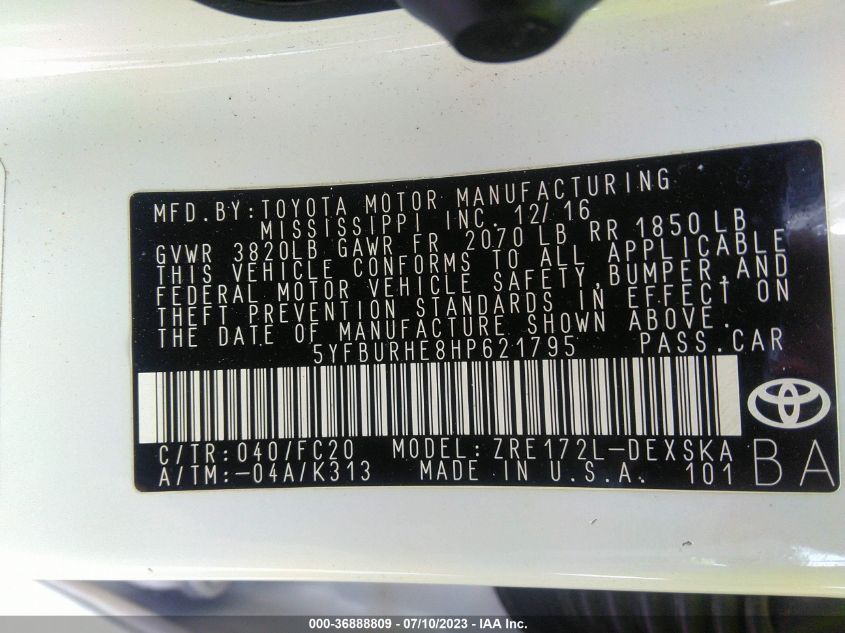 MFD. BY: TOYOTA MOTOR MANUFACTURING
MISSISSIPPI INC. 12/16
GVWR 3820LB GAWR FR 2070 LB RR 1850 LB
THIS VEHICLE CONFORMS TO ALL APPLICABLE
FEDERAL MOTOR VEHICLE SAFETY, BUMPER, AND
THEFT PREVENTION STANDARDS IN EFFECT ON
THE DATE OF MANUFACTURE SHOWN ABOVE.
5YFBURHE8HP621795 PASS. CAR
C/TR: 040/FC20 MODEL: ZRE172L-DEXSKA
A/TM: -04A/K313 MADE IN U.S.A. 101 BA
000-36888809 - 07/10/2023 - IAA Inc.